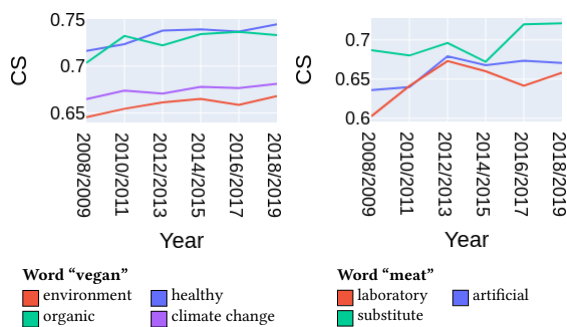 0.75
0.7
0.65
CS
2008/2009
2010/2011
2012/2013
2014/2015
2016/2017
2018/2019
Year
0.7
0.65
0.6
CS
2008/2009
2010/2011
2012/2013
2014/2015
2016/2017
2018/2019
Year
Word “vegan”
environment healthy
organic climate change
Word “meat”
laboratory artificial
substitute